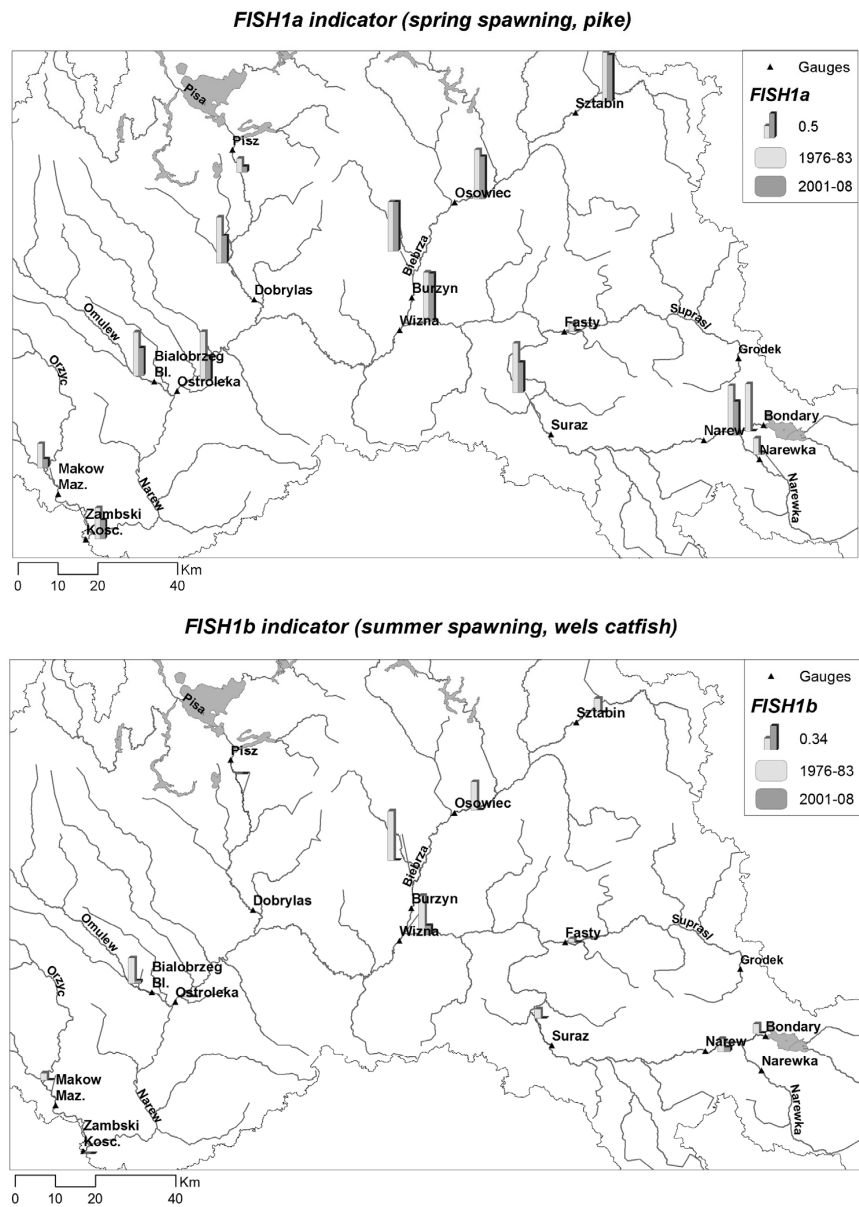 FISH1a indicator (spring spawning, pike)
Gauges
FISH1a
0.5
1976-83
2001-08
Pisa
Pisz
Sztabin
Osowiec
Biebrza
Dobrylas
Burzyn
Wizna
Omulew
Bialobrzeg
Bl.
Ostroleka
Orzyc
Fasty
Suprasl
Grodek
Suraz
Narew
Bondary
Narewka
Narewka
Makow
Maz.
Narew
Zambski
Kosc.
Km
0 10 20 40
FISH1b indicator (summer spawning, wels catfish)
Gauges
FISH1b
0.34
1976-83
2001-08
Pisa
Pisz
Sztabin
Osowiec
Biebrza
Dobrylas
Burzyn
Wizna
Omulew
Bialobrzeg
Bl.
Ostroleka
Orzyc
Fasty
Suprasl
Grodek
Suraz
Narew
Bondary
Narewka
Narewka
Makow
Maz.
Narew
Zambski
Kosc.
Km
0 10 20 40